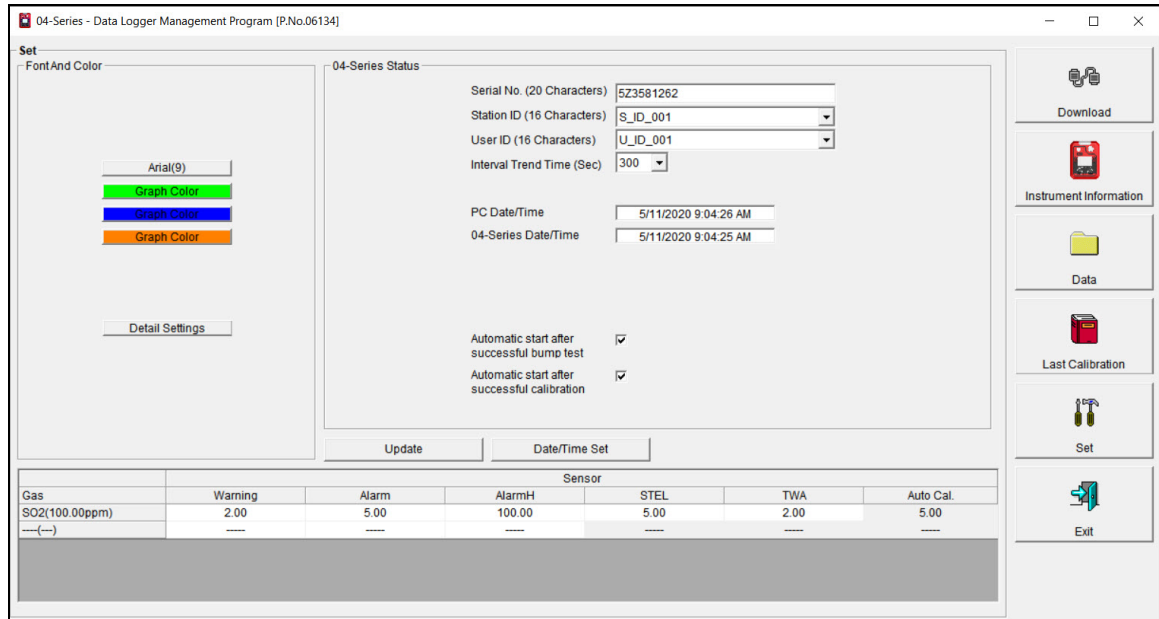 04-Series - Data Logger Management Program [P.No.06134]
Set
Font And Color
Arial(9)
Graph Color
Graph Color
Graph Color
Detail Settings
04-Series Status
Serial No. (20 Characters) 5Z3581262
Station ID (16 Characters) S_ID_001
User ID (16 Characters) U_ID_001
Interval Trend Time (Sec) 300
PC Date/Time 5/11/2020 9:04:26 AM
04-Series Date/Time 5/11/2020 9:04:25 AM
Automatic start after
successful bump test
Automatic start after
successful calibration
Update Date/Time Set
Sensor
Gas Warning Alarm AlarmH STEL TWA Auto Cal.
SO2(100.00ppm) 2.00 5.00 100.00 5.00 2.00 5.00
----(---) ----- ----- ----- ----- ----- -----
Download
Instrument Information
Data
Last Calibration
Set
Exit